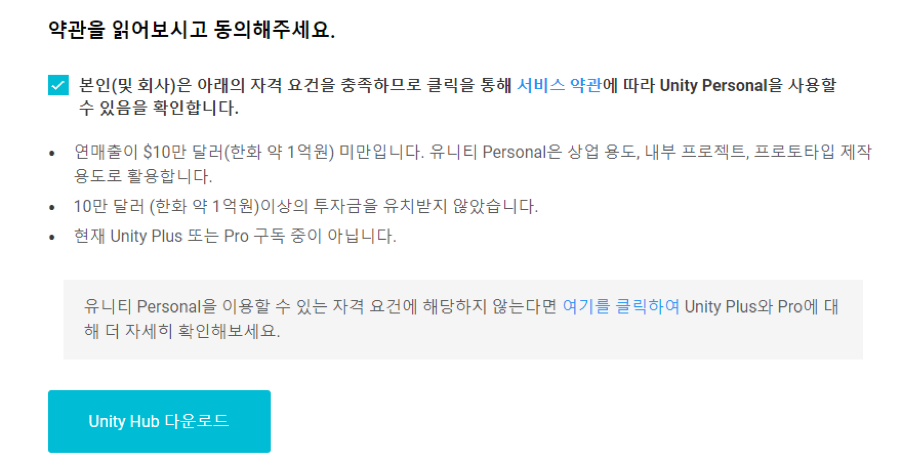 약관을 읽어보시고 동의해주세요.
본인(및 회사)은 아래의 자격 요건을 충족하므로 클릭을 통해 서비스 약관에 따라 Unity Personal을 사용할
수 있음을 확인합니다.
• 연매출이 $10만 달러(한화 약 1억원) 미만입니다. 유니티 Personal은 상업 용도, 내부 프로젝트, 프로토타입 제작
용도로 활용합니다.
• 10만 달러 (한화 약 1억원)이상의 투자금을 유치받지 않았습니다.
• 현재 Unity Plus 또는 Pro 구독 중이 아닙니다.
유니티 Personal을 이용할 수 있는 자격 요건에 해당하지 않는다면 여기를 클릭하여 Unity Plus와 Pro에 대
해 더 자세히 확인해보세요.
Unity Hub 다운로드